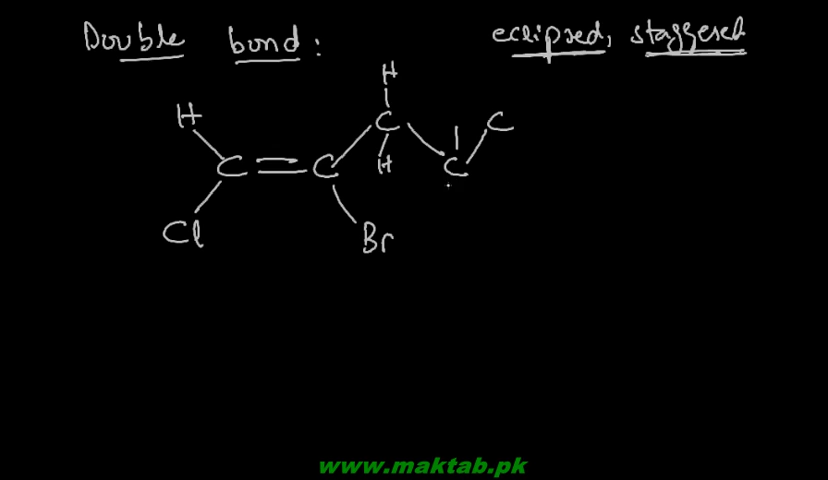 Double bond: eclipsed, staggered
H
H C C
C = C H C
Cl Br
www.maktab.pk